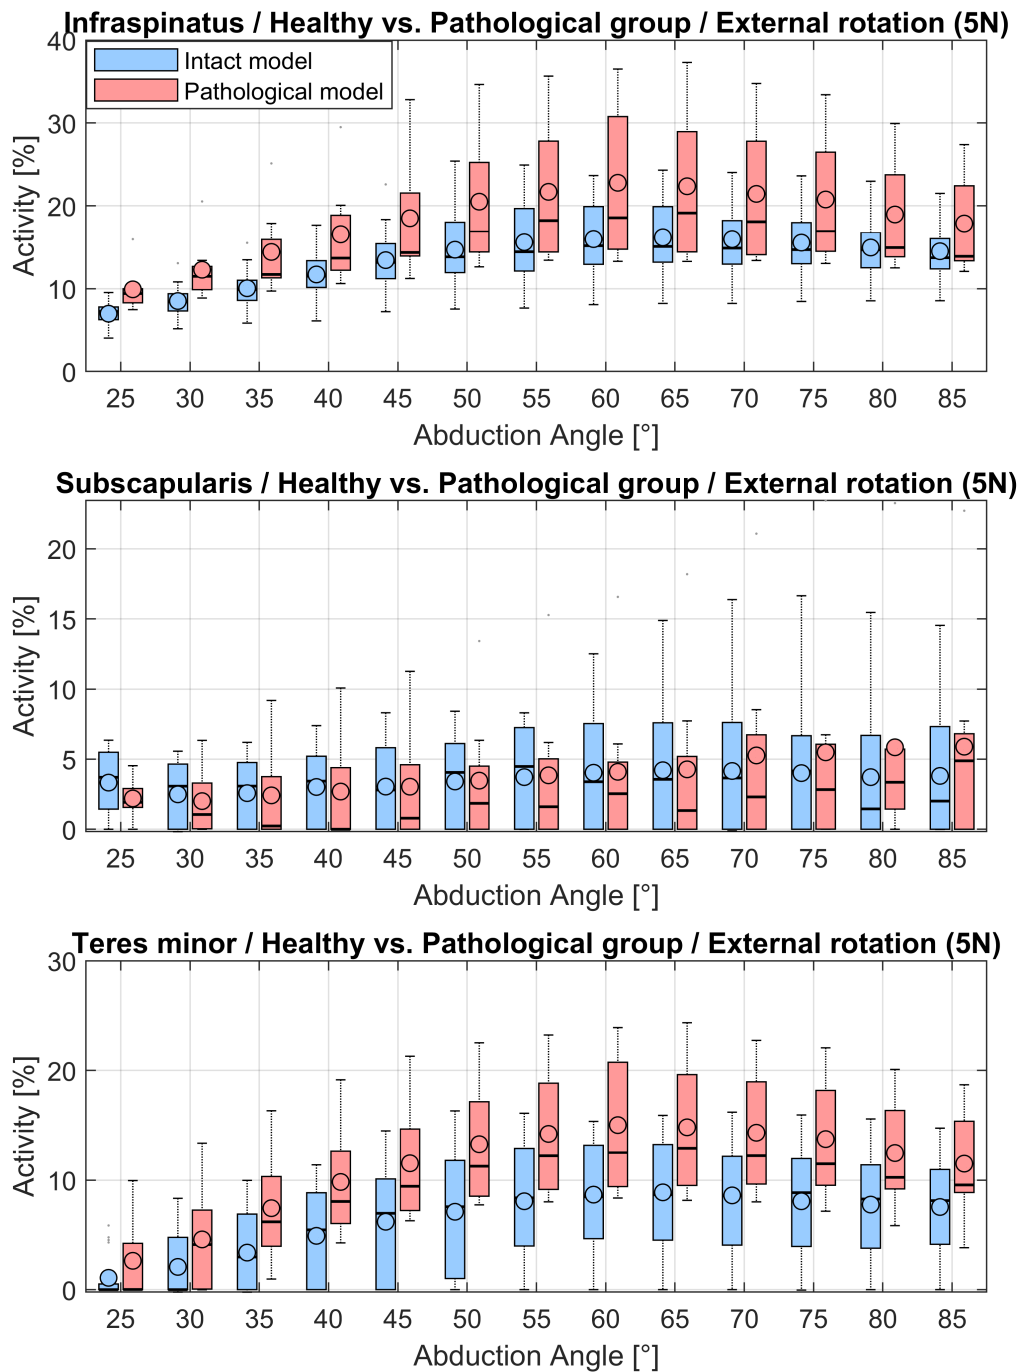 Infraspinatus / Healthy vs. Pathological group / External rotation (5N)
Intact model
Pathological model
40
30
20
10
0
Activity [%]
25 30 35 40 45 50 55 60 65 70 75 80 85
Abduction Angle [°]
Subscapularis / Healthy vs. Pathological group / External rotation (5N)
20
15
10
5
0
Activity [%]
25 30 35 40 45 50 55 60 65 70 75 80 85
Abduction Angle [°]
Teres minor / Healthy vs. Pathological group / External rotation (5N)
30
20
10
0
Activity [%]
25 30 35 40 45 50 55 60 65 70 75 80 85
Abduction Angle [°]